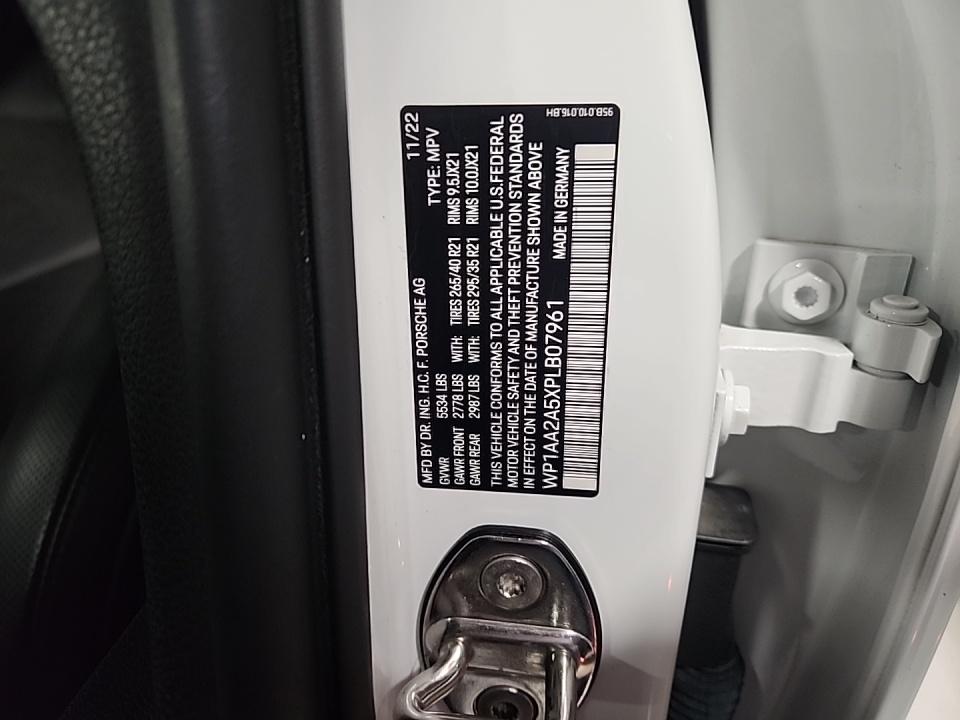 MFD BY DR. ING. H.C. F. PORSCHE AG 11/22
GVWR 5534 LBS TYPE: MPV
GAWR FRONT 2778 LBS WITH: TIRES 265/40 R21 RIMS 9.5JX21
GAWR REAR 2987 LBS WITH: TIRES 295/35 R21 RIMS 10.0JX21
THIS VEHICLE CONFORMS TO ALL APPLICABLE U.S. FEDERAL
MOTOR VEHICLE SAFETY AND THEFT PREVENTION STANDARDS
IN EFFECT ON THE DATE OF MANUFACTURE SHOWN ABOVE
WP1AA2A5XPLB07961 MADE IN GERMANY
95B.010.016.BH